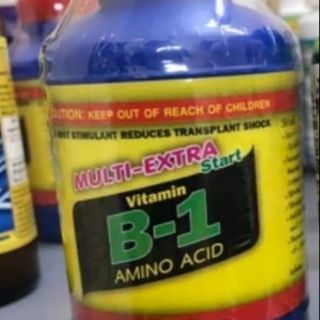 CAUTION: KEEP OUT OF REACH OF CHILDREN
ROOT STIMULANT REDUCES TRANSPLANT SHOCK
MULTI-EXTRA
Start
Vitamin
B-1
AMINO ACID